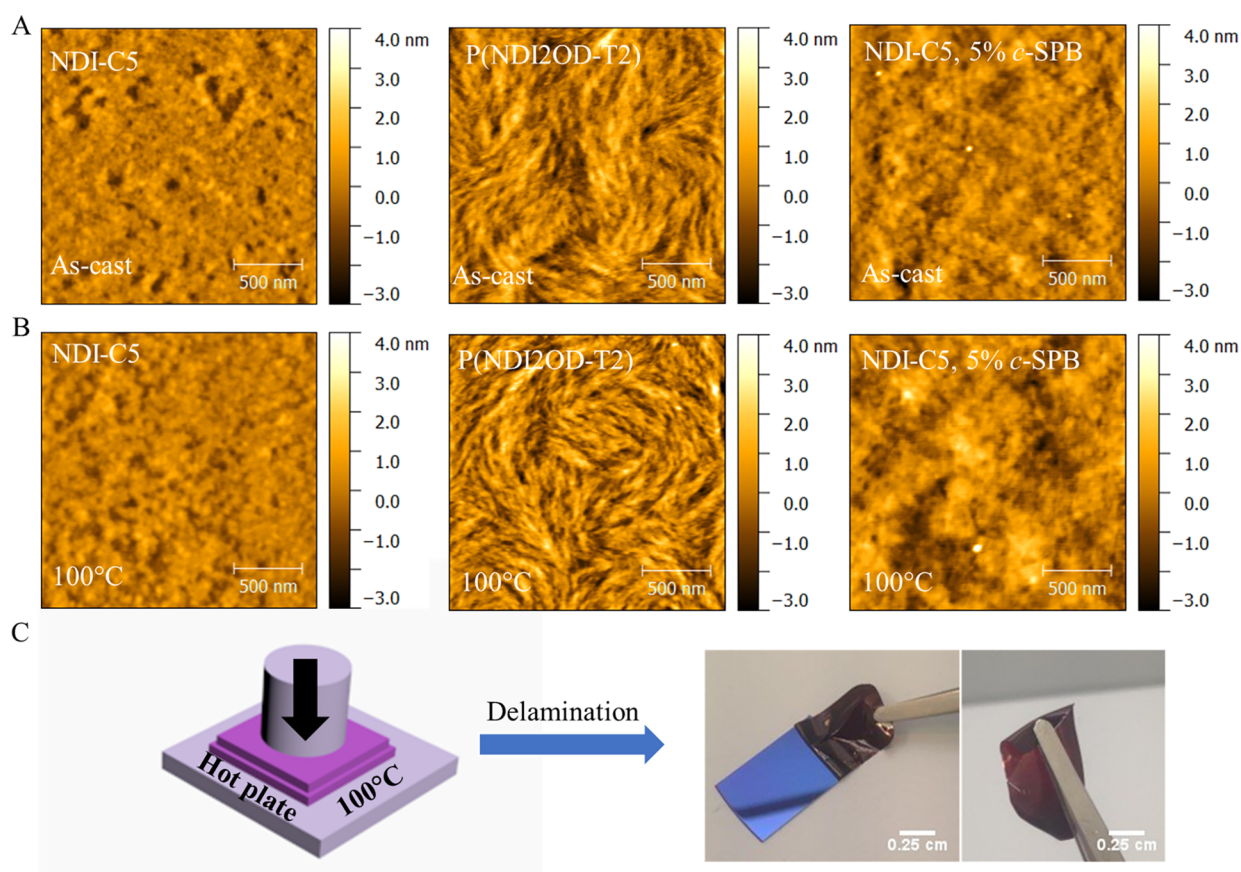 A
NDI-C5
As-cast
500 nm
4.0 nm
3.0
2.0
1.0
0.0
−1.0
−3.0
P(NDI2OD-T2)
As-cast
500 nm
4.0 nm
3.0
2.0
1.0
0.0
−1.0
−3.0
NDI-C5, 5% c-SPB
As-cast
500 nm
4.0 nm
3.0
2.0
1.0
0.0
−1.0
−3.0
B
NDI-C5
100°C
500 nm
4.0 nm
3.0
2.0
1.0
0.0
−1.0
−3.0
P(NDI2OD-T2)
100°C
500 nm
4.0 nm
3.0
2.0
1.0
0.0
−1.0
−3.0
NDI-C5, 5% c-SPB
100°C
500 nm
4.0 nm
3.0
2.0
1.0
0.0
−1.0
−3.0
C
Hot plate
100°C
Delamination
0.25 cm
0.25 cm